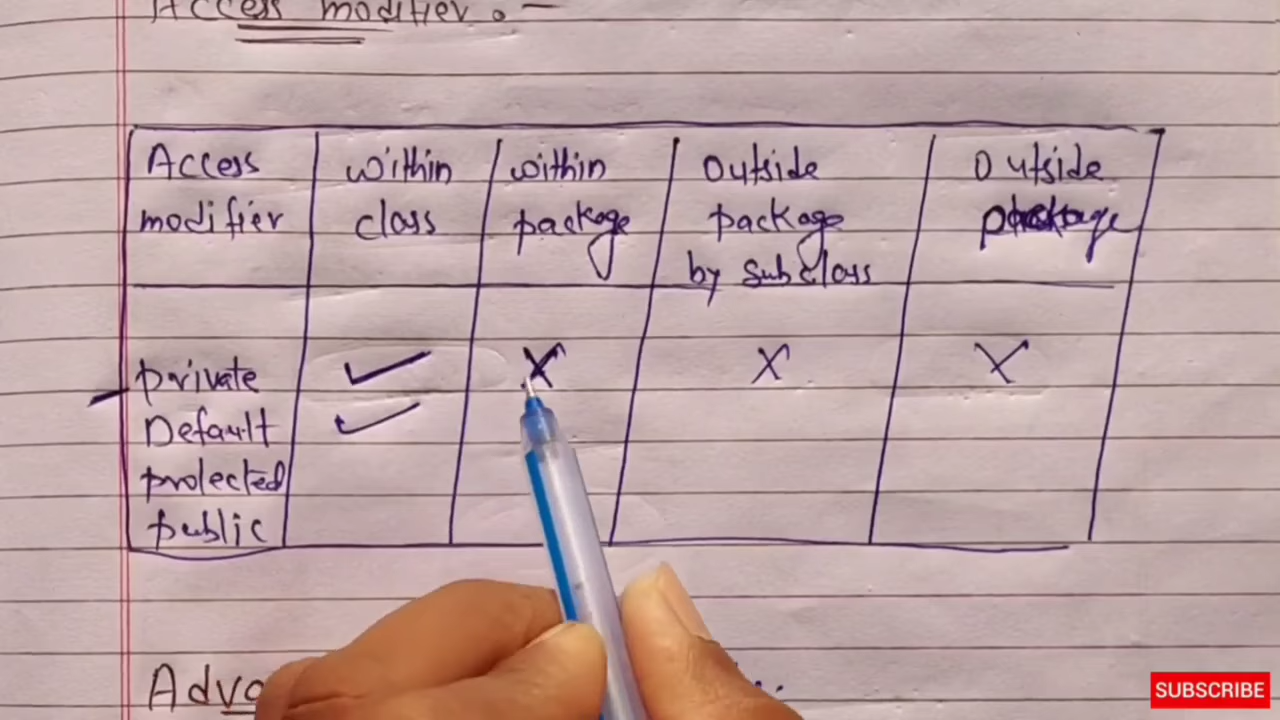 Access modifier :-
Access modifier
within class
within package
Outside package by Subclass
Outside package
private ✓ X X X
Default ✓
protected
public
Adva
SUBSCRIBE